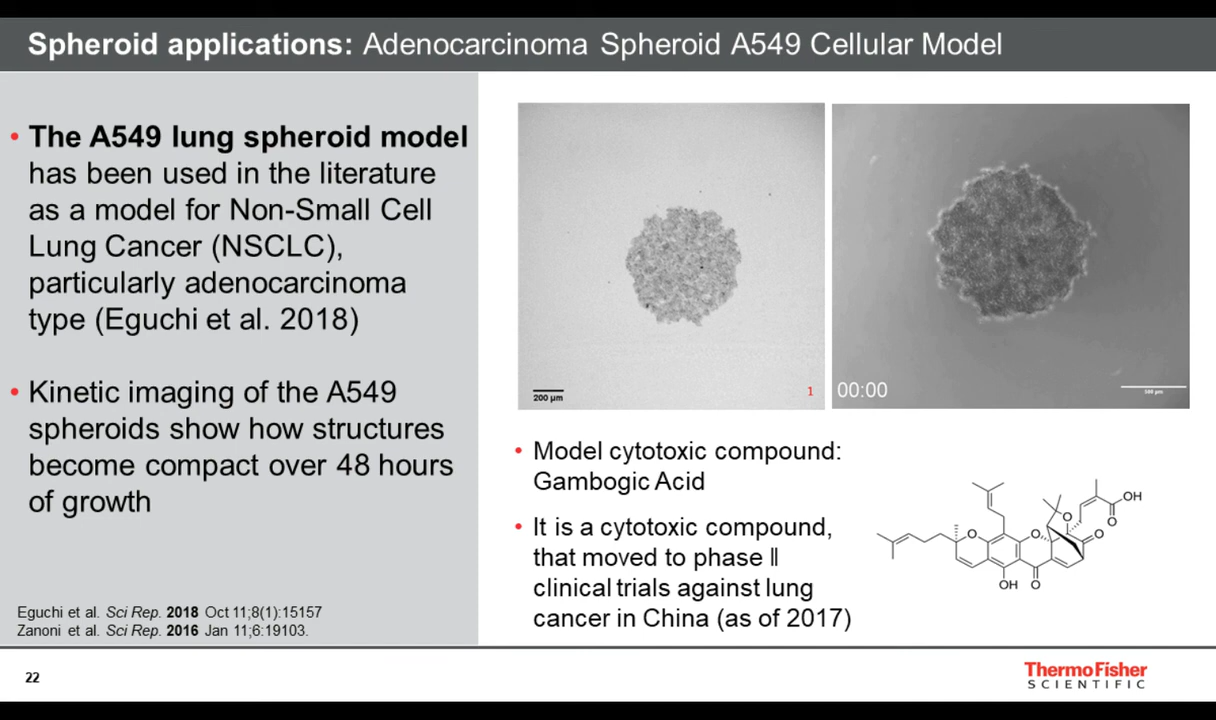 Spheroid applications: Adenocarcinoma Spheroid A549 Cellular Model
• The A549 lung spheroid model
has been used in the literature
as a model for Non-Small Cell
Lung Cancer (NSCLC),
particularly adenocarcinoma
type (Eguchi et al. 2018)
• Kinetic imaging of the A549
spheroids show how structures
become compact over 48 hours
of growth
Eguchi et al. Sci Rep. 2018 Oct 11;8(1):15157
Zanoni et al. Sci Rep. 2016 Jan 11;6:19103.
200 µm
1
00:00
100 µm
• Model cytotoxic compound:
Gambogic Acid
• It is a cytotoxic compound,
that moved to phase Ⅱ
clinical trials against lung
cancer in China (as of 2017)
OH
O
O
O
O
O
OH
O
22
ThermoFisher
SCIENTIFIC